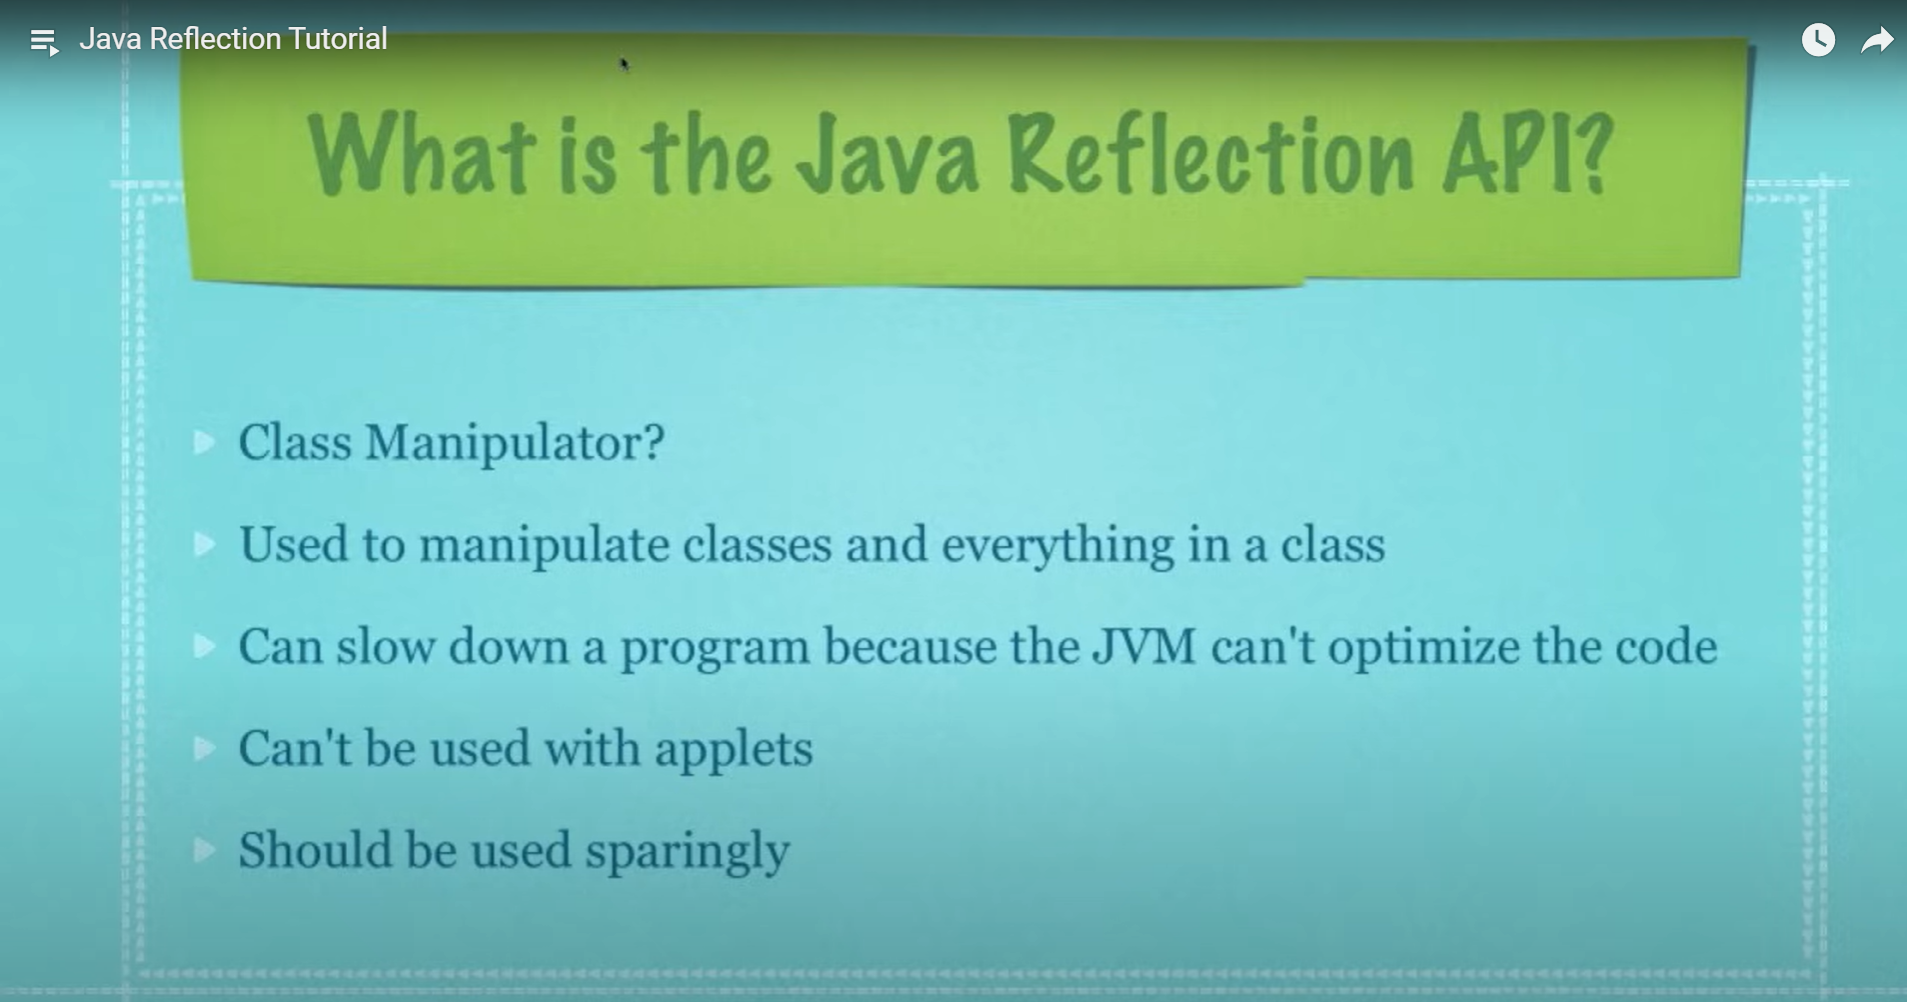 Java Reflection Tutorial
What is the Java Reflection API?
Class Manipulator?
Used to manipulate classes and everything in a class
Can slow down a program because the JVM can't optimize the code
Can't be used with applets
Should be used sparingly